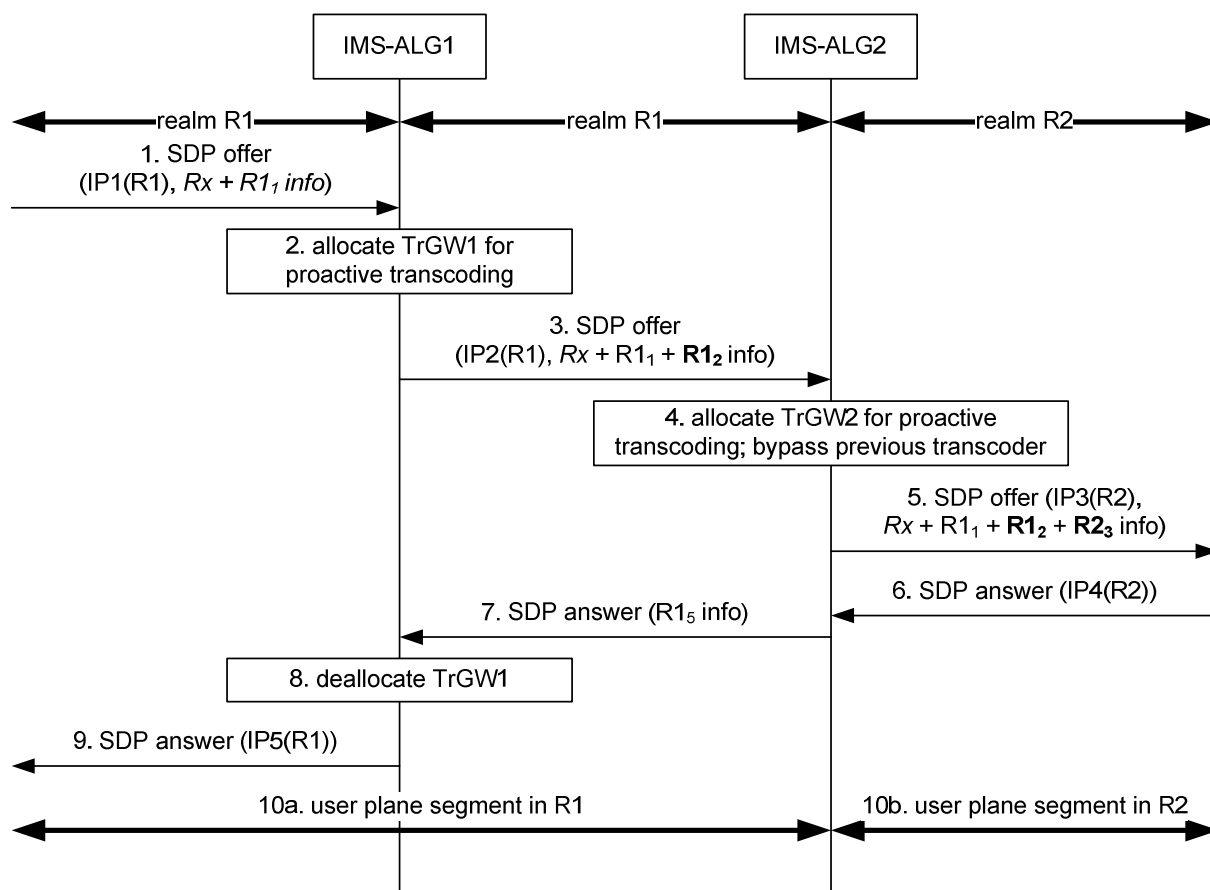 IMS-ALG1
IMS-ALG2
realm R1
realm R1
realm R2
1. SDP offer
(IP1(R1), Rx + R1₁ info)
2. allocate TrGW1 for
proactive transcoding
3. SDP offer
(IP2(R1), Rx + R1₁ + R1₂ info)
4. allocate TrGW2 for proactive
transcoding; bypass previous transcoder
5. SDP offer (IP3(R2),
Rx + R1₁ + R1₂ + R2₃ info)
6. SDP answer (IP4(R2))
7. SDP answer (R1₅ info)
8. deallocate TrGW1
9. SDP answer (IP5(R1))
10a. user plane segment in R1
10b. user plane segment in R2